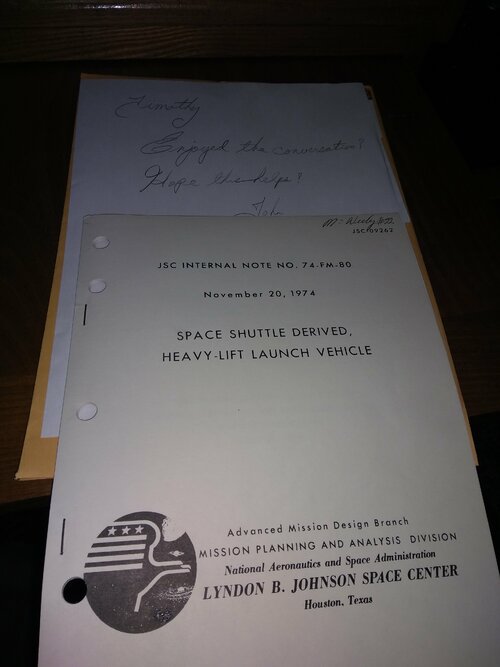 Timothy
Enjoyed the conversation!
Hope this helps!
John
JSC-09262
JSC INTERNAL NOTE NO. 74-FM-80
November 20, 1974
SPACE SHUTTLE DERIVED,
HEAVY-LIFT LAUNCH VEHICLE
Advanced Mission Design Branch
MISSION PLANNING AND ANALYSIS DIVISION
National Aeronautics and Space Administration
LYNDON B. JOHNSON SPACE CENTER
Houston, Texas